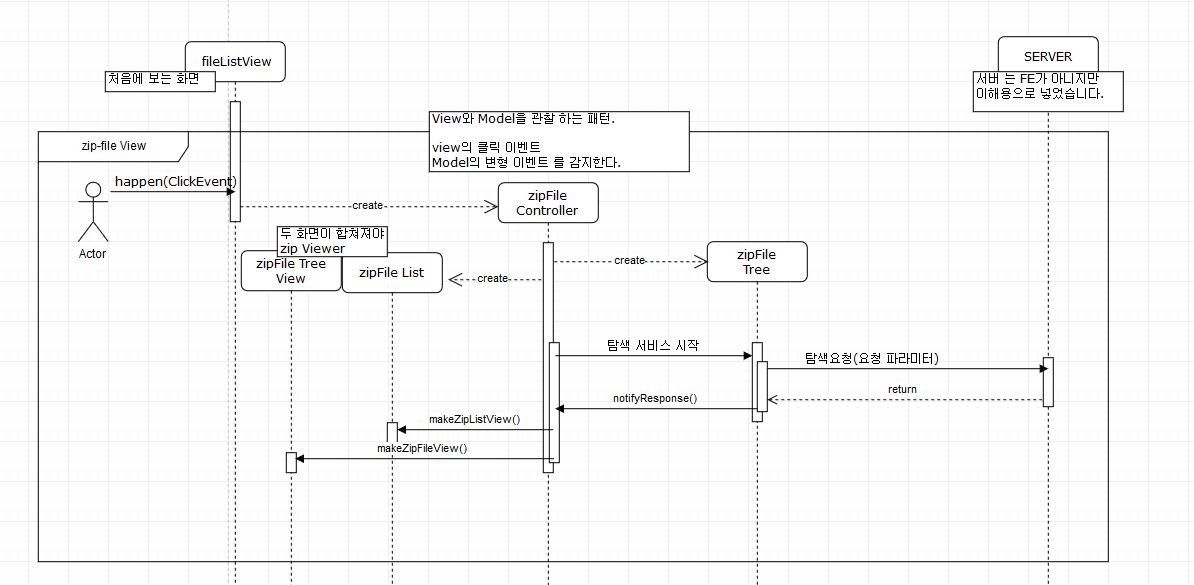 fileListView
처음에 보는 화면
SERVER
서버 는 FE가 아니지만
이해용으로 넣었습니다.
View와 Model을 관찰 하는 패턴.
view의 클릭 이벤트
Model의 변형 이벤트 를 감지한다.
zip-file View
happen(ClickEvent)
Actor
create
zipFile
Controller
두 화면이 합쳐져야
zip Viewer
zipFile Tree
View
zipFile List
create
create
zipFile
Tree
탐색 서비스 시작
탐색요청(요청 파라미터)
return
notifyResponse()
makeZipListView()
makeZipFileView()